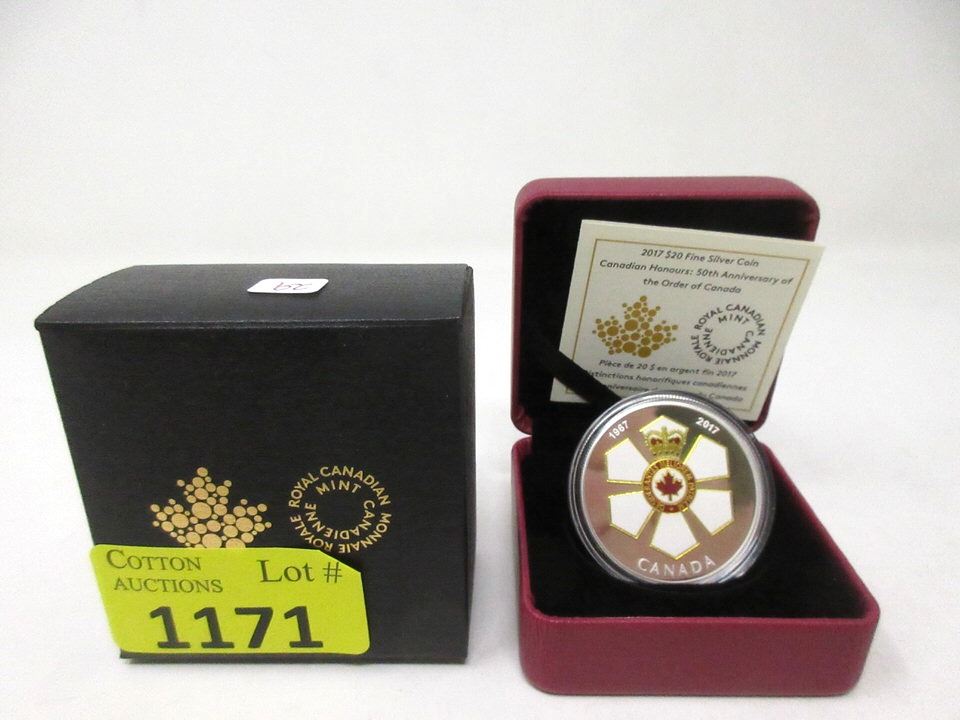 ROYAL CANADIAN MINT
MONNAIE ROYALE CANADIENNE
COTTON AUCTIONS
Lot #
1171
2017 $20 Fine Silver Coin
Canadian Honours: 50th Anniversary of
the Order of Canada
ROYAL CANADIAN MINT
MONNAIE ROYALE CANADIENNE
Pièce de 20 $ en argent fin 2017
Distinctions honorifiques canadiennes
Canada
1967
2017
CANADA